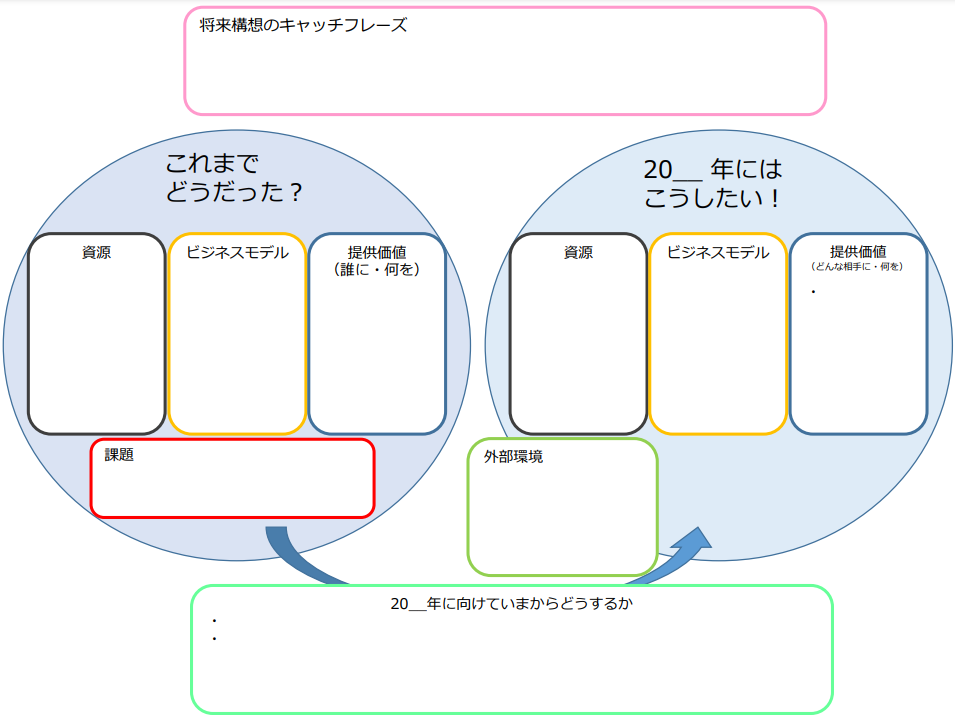 将来構想のキャッチフレーズ
これまで
どうだった？
資源
ビジネスモデル
提供価値
（誰に・何を）
課題
20__ 年には
こうしたい！
資源
ビジネスモデル
提供価値
（どんな相手に・何を）
・
外部環境
20__年に向けていまからどうするか
・
・